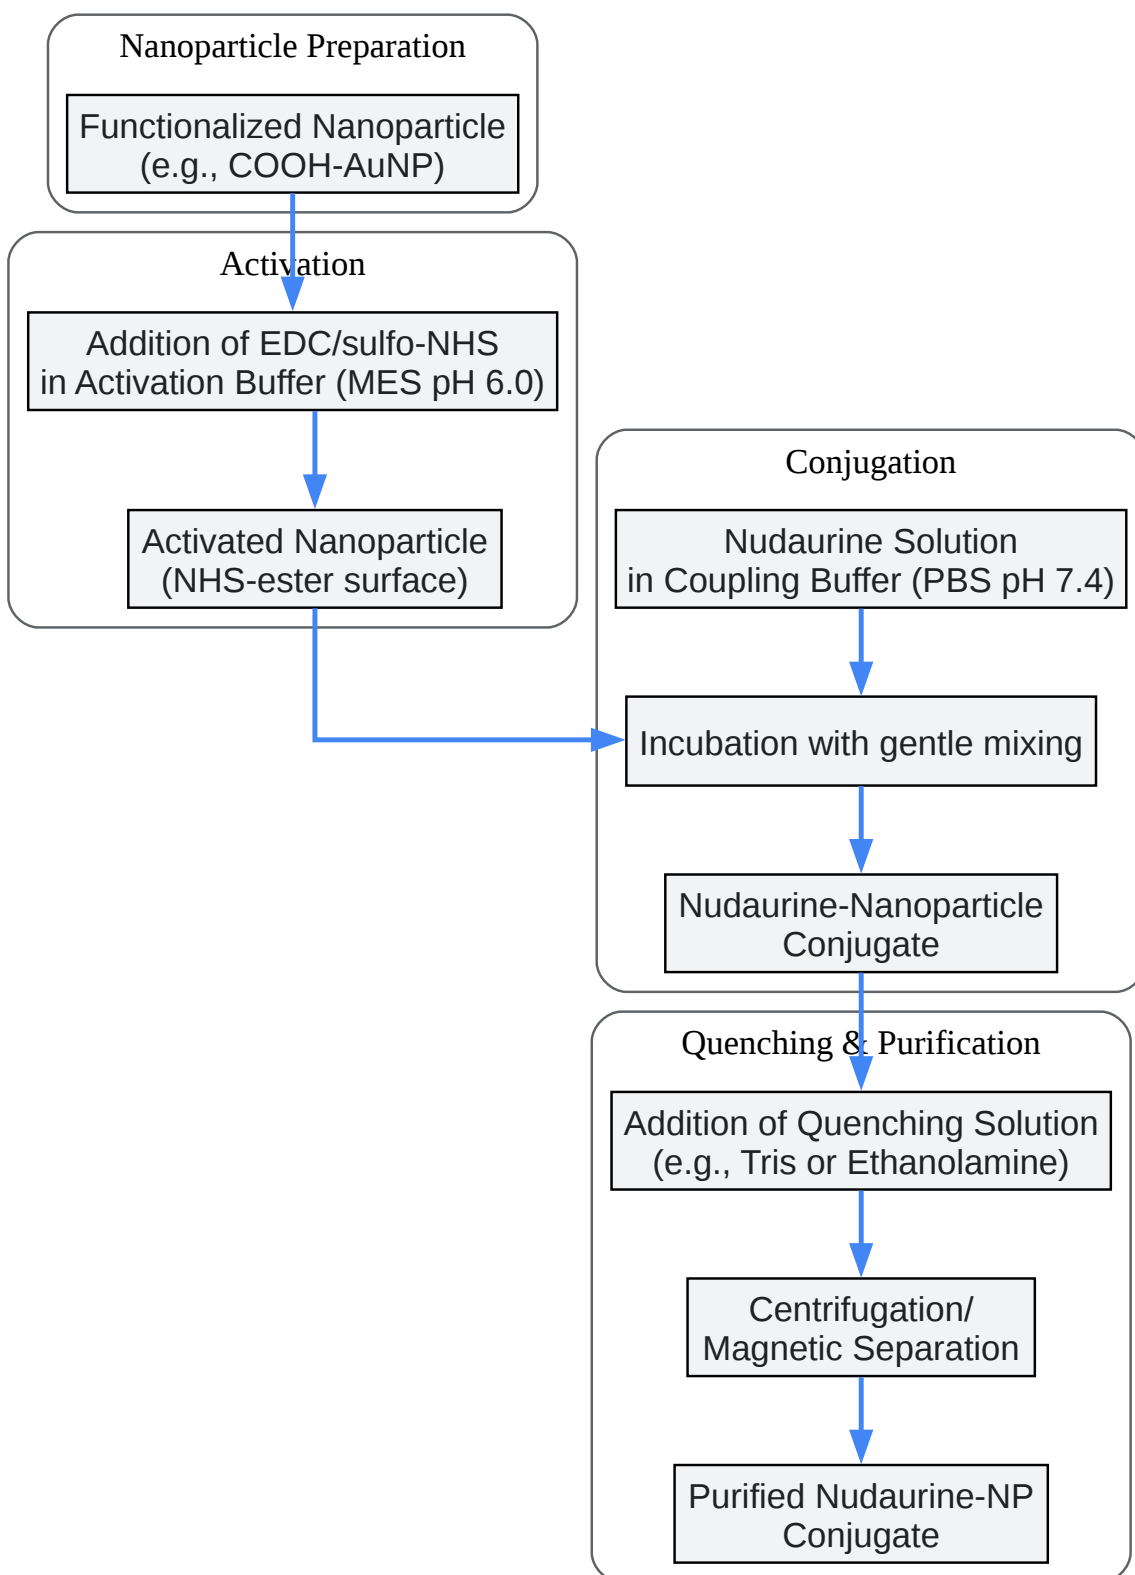 Nanoparticle Preparation
Functionalized Nanoparticle
(e.g., COOH-AuNP)
Activation
Addition of EDC/sulfo-NHS
in Activation Buffer (MES pH 6.0)
Activated Nanoparticle
(NHS-ester surface)
Conjugation
Nudaurine Solution
in Coupling Buffer (PBS pH 7.4)
Incubation with gentle mixing
Nudaurine-Nanoparticle
Conjugate
Quenching & Purification
Addition of Quenching Solution
(e.g., Tris or Ethanolamine)
Centrifugation/
Magnetic Separation
Purified Nudaurine-NP
Conjugate